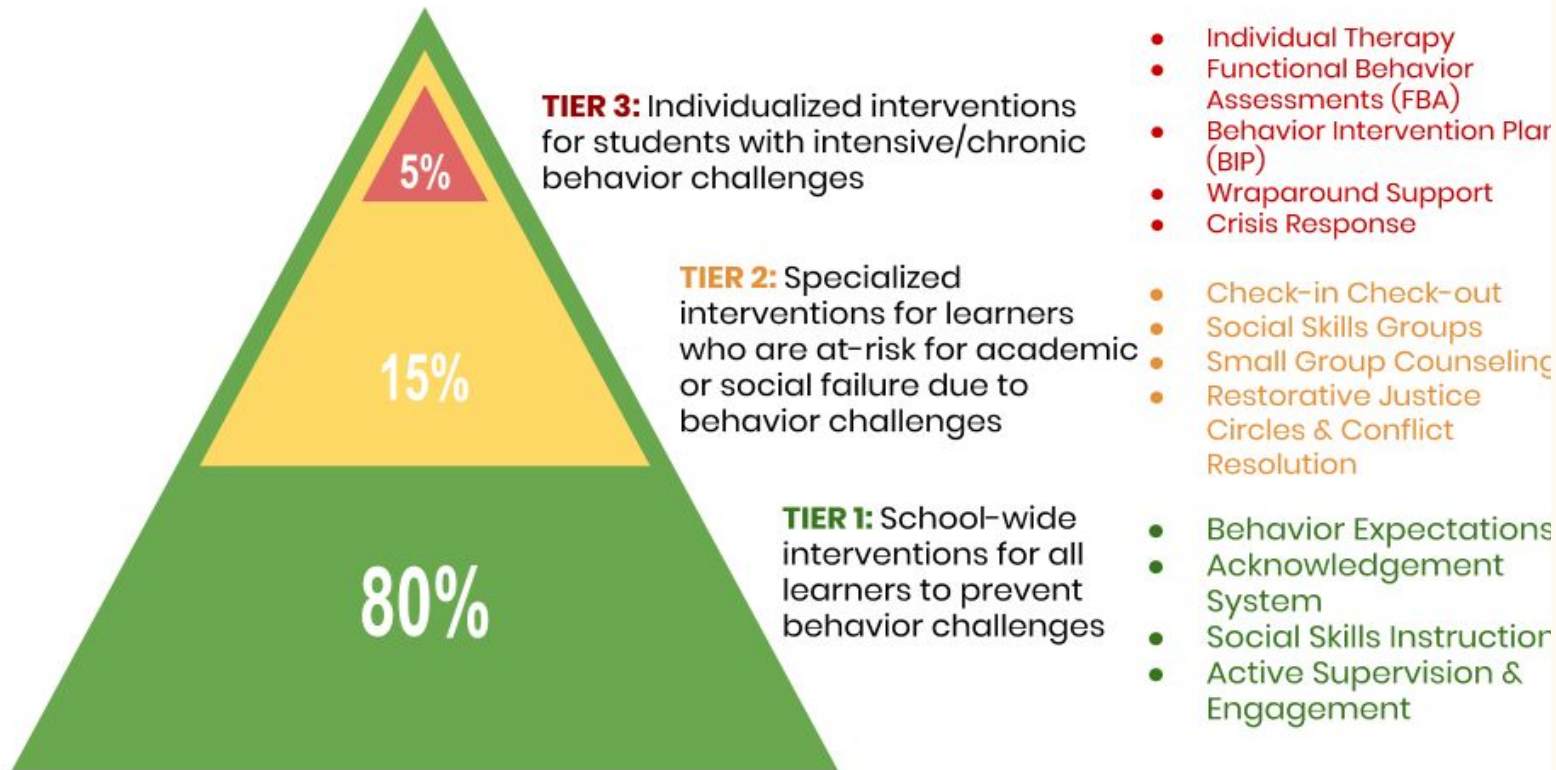 5%
TIER 3: Individualized interventions
for students with intensive/chronic
behavior challenges
● Individual Therapy
● Functional Behavior
Assessments (FBA)
● Behavior Intervention Plan
(BIP)
● Wraparound Support
● Crisis Response
15%
TIER 2: Specialized
interventions for learners
who are at-risk for academic
or social failure due to
behavior challenges
● Check-in Check-out
● Social Skills Groups
● Small Group Counseling
● Restorative Justice
Circles & Conflict
Resolution
80%
TIER 1: School-wide
interventions for all
learners to prevent
behavior challenges
● Behavior Expectations
● Acknowledgement
System
● Social Skills Instruction
● Active Supervision &
Engagement